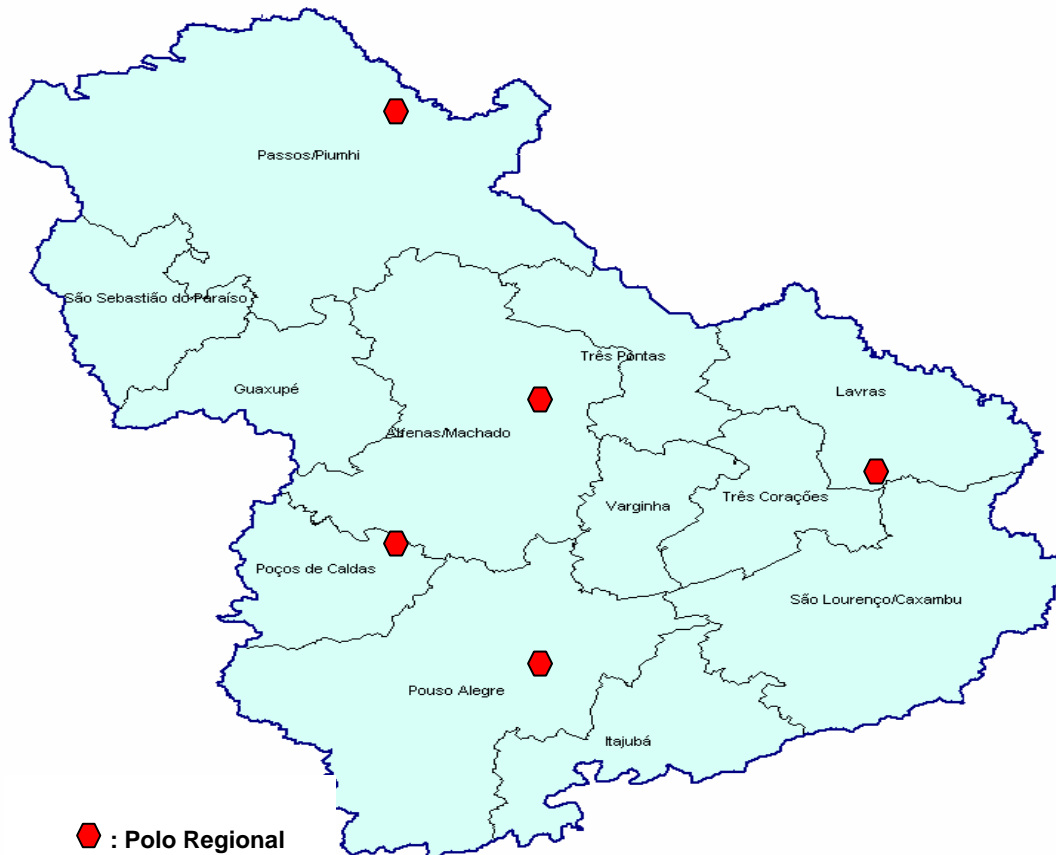 Passos/Piumhi
São Sebastião do Paraíso
Três Pontas
Guaxupé
Lavras
Alfenas/Machado
Três Corações
Varginha
Poços de Caldas
São Lourenço/Caxambu
Pouso Alegre
Itajubá
: Polo Regional